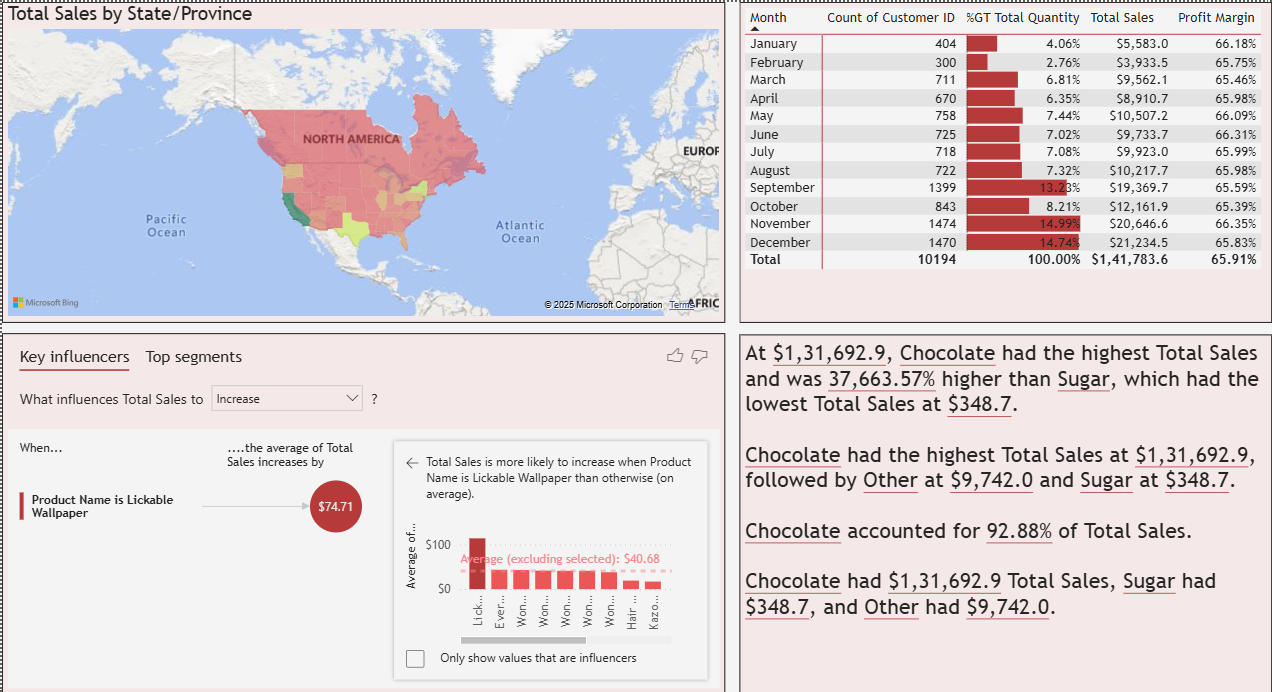 Total Sales by State/Province
NORTH AMERICA
EUROP
Pacific
Ocean
Atlantic
Ocean
AFRIC
Microsoft Bing
© 2025 Microsoft Corporation Terms
Month Count of Customer ID %GT Total Quantity Total Sales Profit Margin
January 404 4.06% $5,583.0 66.18%
February 300 2.76% $3,933.5 65.75%
March 711 6.81% $9,562.1 65.46%
April 670 6.35% $8,910.7 65.98%
May 758 7.44% $10,507.2 66.09%
June 725 7.02% $9,733.7 66.31%
July 718 7.08% $9,923.0 65.99%
August 722 7.32% $10,217.7 65.98%
September 1399 13.23% $19,369.7 65.59%
October 843 8.21% $12,161.9 65.39%
November 1474 14.99% $20,646.6 66.35%
December 1470 14.74% $21,234.5 65.83%
Total 10194 100.00% $1,41,783.6 65.91%
Key influencers Top segments
What influences Total Sales to Increase ?
When...
....the average of Total
Sales increases by
Product Name is Lickable
Wallpaper
$74.71
Total Sales is more likely to increase when Product
Name is Lickable Wallpaper than otherwise (on
average).
Average of...
$100
Average (excluding selected): $40.68
$0
Lick...
Ever...
Won...
Won...
Won...
Won...
Won...
Hair ...
Kazo...
Only show values that are influencers
At $1,31,692.9, Chocolate had the highest Total Sales
and was 37,663.57% higher than Sugar, which had the
lowest Total Sales at $348.7.
Chocolate had the highest Total Sales at $1,31,692.9,
followed by Other at $9,742.0 and Sugar at $348.7.
Chocolate accounted for 92.88% of Total Sales.
Chocolate had $1,31,692.9 Total Sales, Sugar had
$348.7, and Other had $9,742.0.